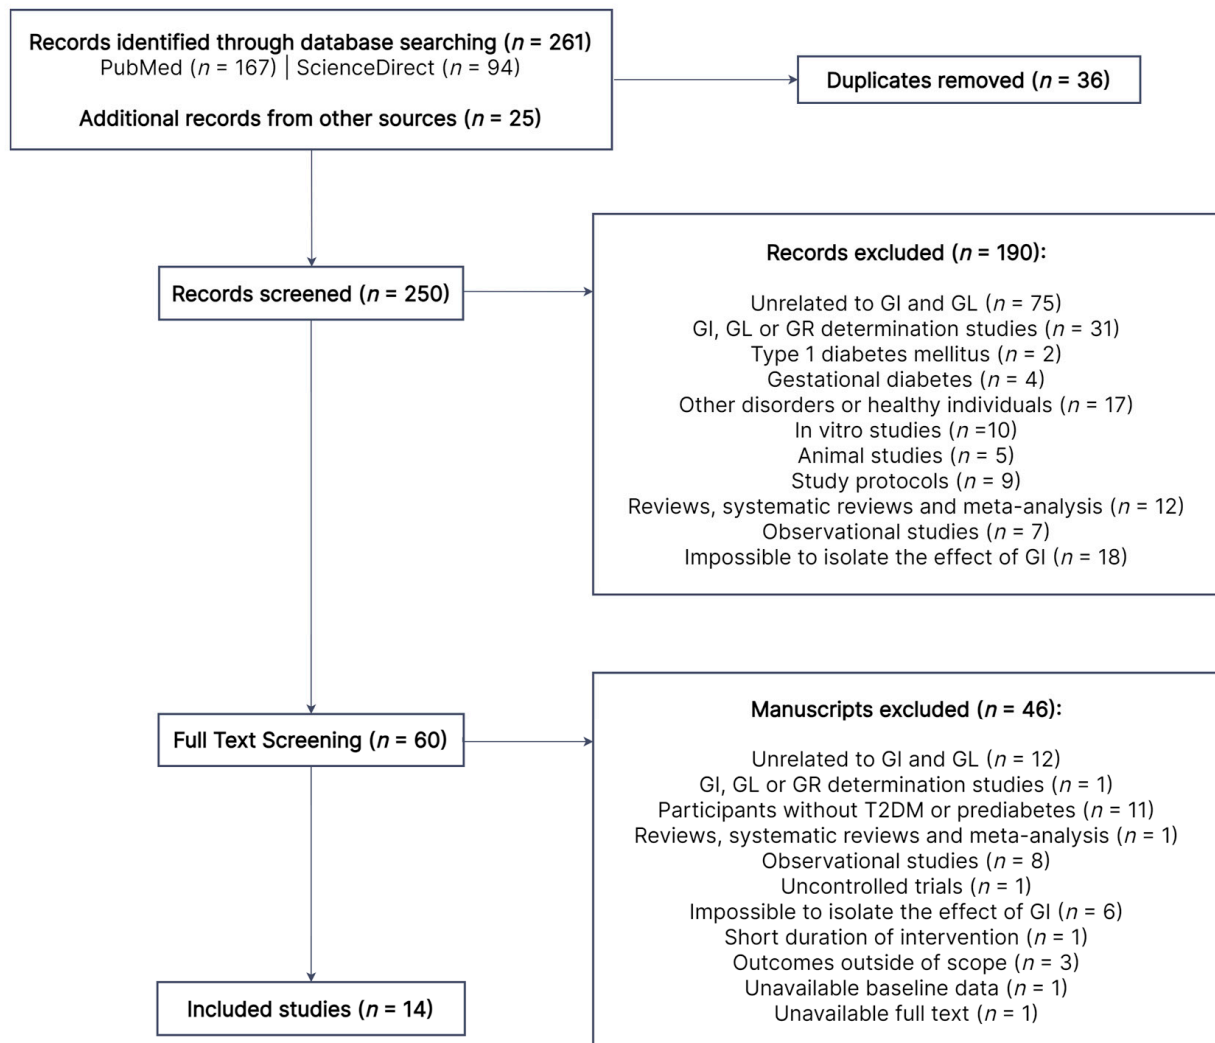 Records identified through database searching (n = 261)
PubMed (n = 167) | ScienceDirect (n = 94)
Additional records from other sources (n = 25)
Duplicates removed (n = 36)
Records screened (n = 250)
Records excluded (n = 190):
Unrelated to GI and GL (n = 75)
GI, GL or GR determination studies (n = 31)
Type 1 diabetes mellitus (n = 2)
Gestational diabetes (n = 4)
Other disorders or healthy individuals (n = 17)
In vitro studies (n =10)
Animal studies (n = 5)
Study protocols (n = 9)
Reviews, systematic reviews and meta-analysis (n = 12)
Observational studies (n = 7)
Impossible to isolate the effect of GI (n = 18)
Full Text Screening (n = 60)
Manuscripts excluded (n = 46):
Unrelated to GI and GL (n = 12)
GI, GL or GR determination studies (n = 1)
Participants without T2DM or prediabetes (n = 11)
Reviews, systematic reviews and meta-analysis (n = 1)
Observational studies (n = 8)
Uncontrolled trials (n = 1)
Impossible to isolate the effect of GI (n = 6)
Short duration of intervention (n = 1)
Outcomes outside of scope (n = 3)
Unavailable baseline data (n = 1)
Unavailable full text (n = 1)
Included studies (n = 14)